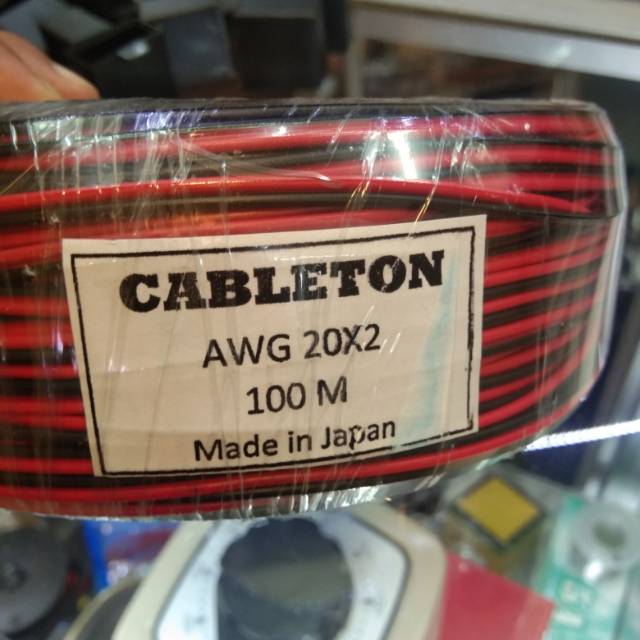 CABLETON
AWG 20X2
100 M
Made in Japan